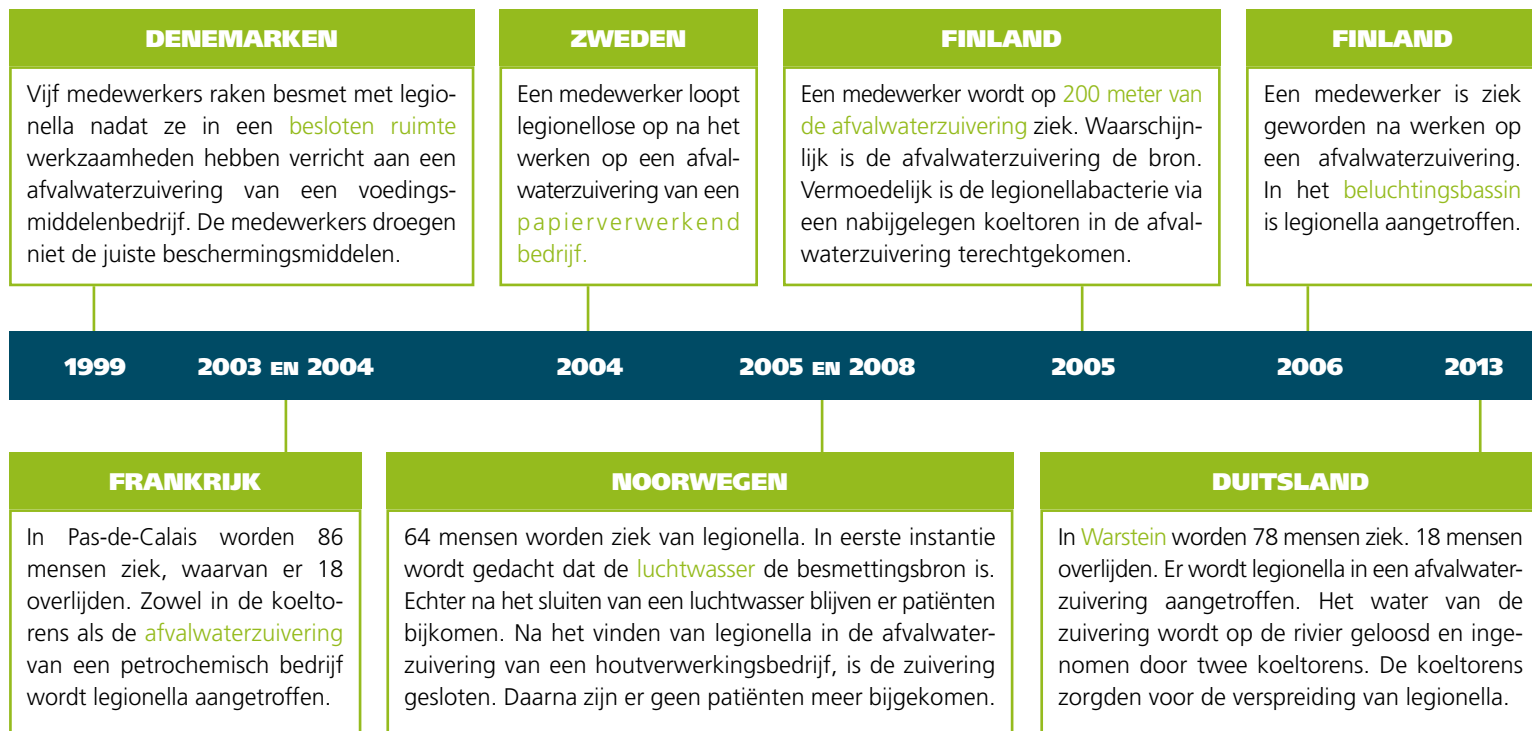 DENEMARKEN
Vijf medewerkers raken besmet met legio-
nella nadat ze in een besloten ruimte
werkzaamheden hebben verricht aan een
afvalwaterzuivering van een voedings-
middelenbedrijf. De medewerkers droegen
niet de juiste beschermingsmiddelen.
ZWEDEN
Een medewerker loopt
legionellose op na het
werken op een afval-
waterzuivering van een
papierverwerkend
bedrijf.
FINLAND
Een medewerker wordt op 200 meter van
de afvalwaterzuivering ziek. Waarschijn-
lijk is de afvalwaterzuivering de bron.
Vermoedelijk is de legionellabacterie via
een nabijgelegen koeltoren in de afval-
waterzuivering terechtgekomen.
FINLAND
Een medewerker is ziek
geworden na werken op
een afvalwaterzuivering.
In het beluchtingsbassin
is legionella aangetroffen.
1999 2003 EN 2004 2004 2005 EN 2008 2005 2006 2013
FRANKRIJK
In Pas-de-Calais worden 86
mensen ziek, waarvan er 18
overlijden. Zowel in de koelto-
rens als de afvalwaterzuivering
van een petrochemisch bedrijf
wordt legionella aangetroffen.
NOORWEGEN
64 mensen worden ziek van legionella. In eerste instantie
wordt gedacht dat de luchtwasser de besmettingsbron is.
Echter na het sluiten van een luchtwasser blijven er patiënten
bijkomen. Na het vinden van legionella in de afvalwater-
zuivering van een houtverwerkingsbedrijf, is de zuivering
gesloten. Daarna zijn er geen patiënten meer bijgekomen.
DUITSLAND
In Warstein worden 78 mensen ziek. 18 mensen
overlijden. Er wordt legionella in een afvalwater-
zuivering aangetroffen. Het water van de
zuivering wordt op de rivier geloosd en inge-
nomen door twee koeltorens. De koeltorens
zorgden voor de verspreiding van legionella.